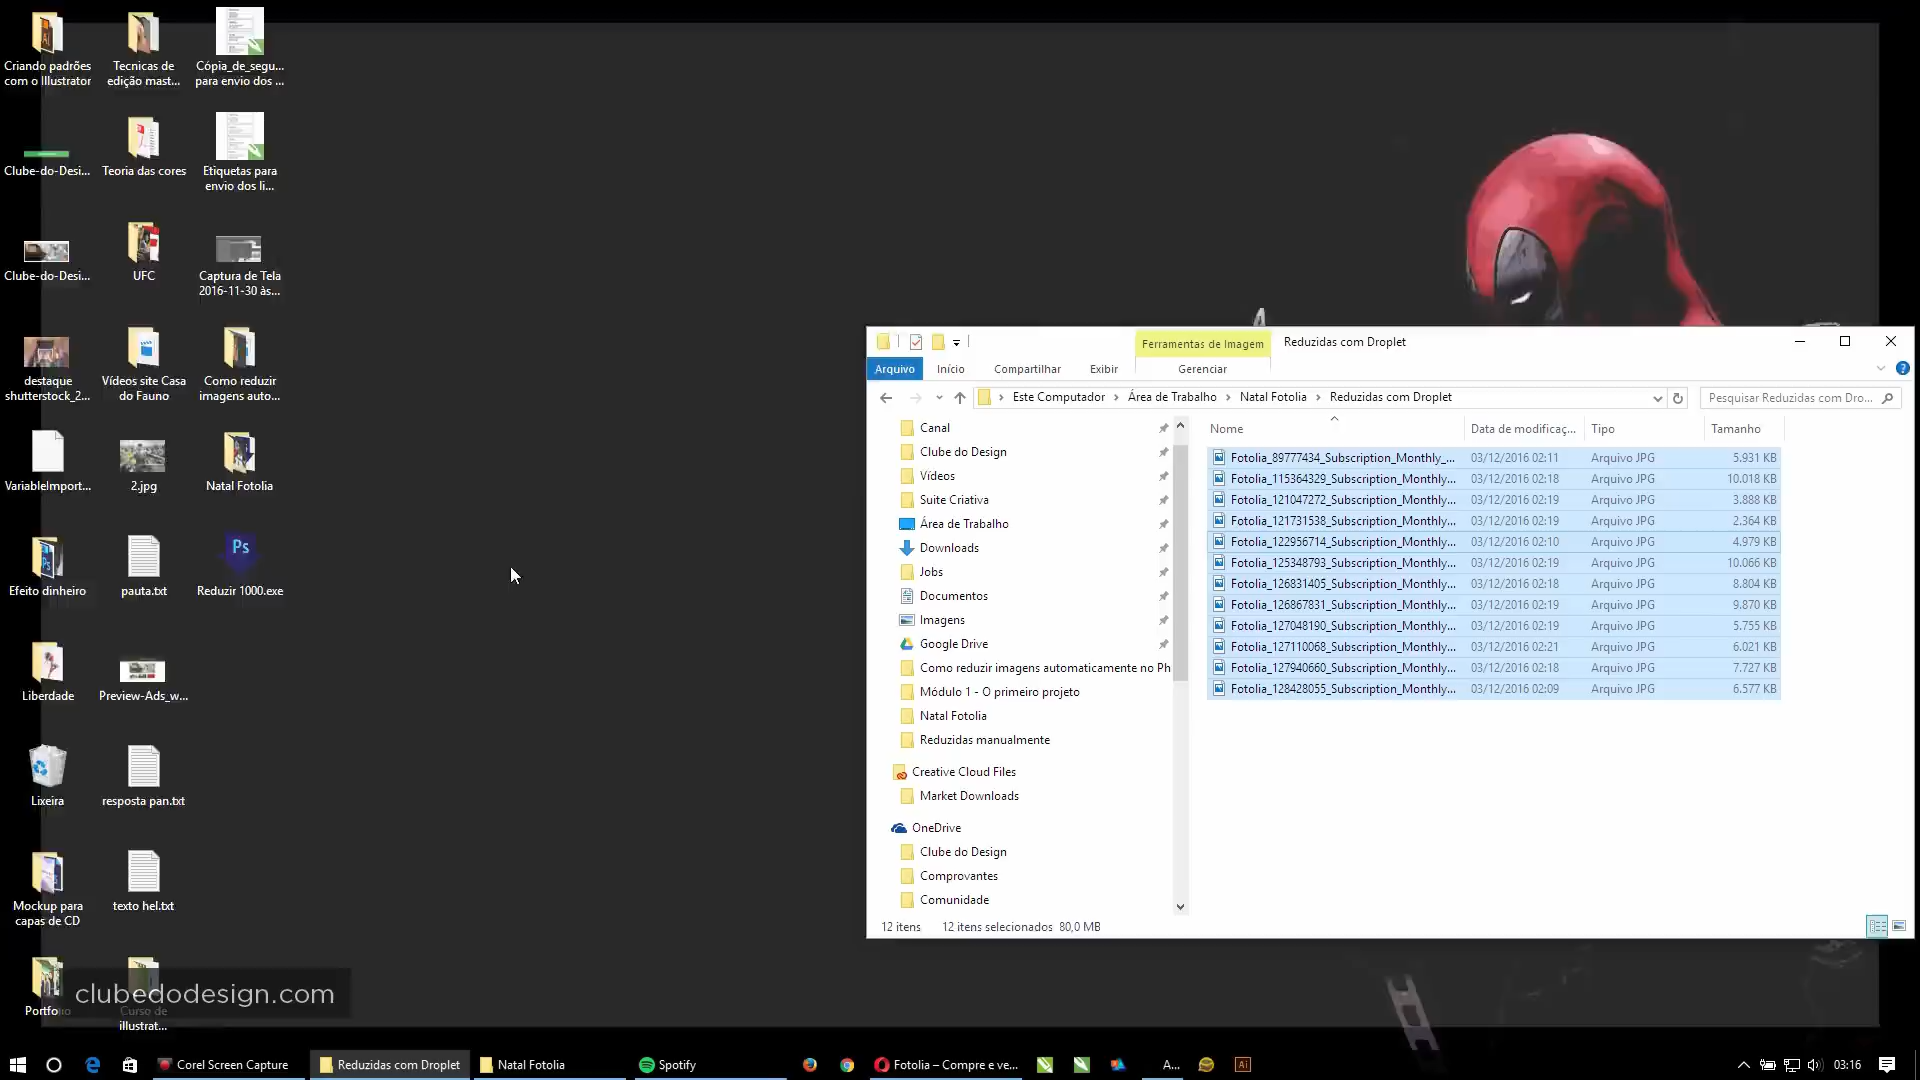 Criando padrões
com o Illustrator
Tecnicas de
edição mast...
Cópia_de_segu...
para envio dos ...
Clube-do-Desi...
Teoria das cores
Etiquetas para
envio dos li...
Clube-do-Desi...
UFC
Captura de Tela
2016-11-30 às...
destaque
shutterstock_2...
Vídeos site Casa
do Fauno
Como reduzir
imagens auto...
VariableImport...
2.jpg
Natal Fotolia
Efeito dinheiro
pauta.txt
Ps
Reduzir 1000.exe
Liberdade
Preview-Ads_w...
Lixeira
resposta pan.txt
Mockup para
capas de CD
texto hel.txt
Portfolio
Curso de
illustrat...
clubedodesign.com
Ferramentas de Imagem
Reduzidas com Droplet
Arquivo
Início
Compartilhar
Exibir
Gerenciar
Este Computador
Área de Trabalho
Natal Fotolia
Reduzidas com Droplet
Pesquisar Reduzidas com Dro...
Canal
Clube do Design
Vídeos
Suite Criativa
Área de Trabalho
Downloads
Jobs
Documentos
Imagens
Google Drive
Como reduzir imagens automaticamente no Ph
Módulo 1 - O primeiro projeto
Natal Fotolia
Reduzidas manualmente
Creative Cloud Files
Market Downloads
OneDrive
Clube do Design
Comprovantes
Comunidade
Nome Data de modificaç... Tipo Tamanho
Fotolia_89777434_Subscription_Monthly_... 03/12/2016 02:11 Arquivo JPG 5.931 KB
Fotolia_115364329_Subscription_Monthly... 03/12/2016 02:18 Arquivo JPG 10.018 KB
Fotolia_121047272_Subscription_Monthly... 03/12/2016 02:19 Arquivo JPG 3.888 KB
Fotolia_121731538_Subscription_Monthly... 03/12/2016 02:19 Arquivo JPG 2.364 KB
Fotolia_122956714_Subscription_Monthly... 03/12/2016 02:10 Arquivo JPG 4.979 KB
Fotolia_125348793_Subscription_Monthly... 03/12/2016 02:19 Arquivo JPG 10.066 KB
Fotolia_126831405_Subscription_Monthly... 03/12/2016 02:18 Arquivo JPG 8.804 KB
Fotolia_126867831_Subscription_Monthly... 03/12/2016 02:19 Arquivo JPG 9.870 KB
Fotolia_127048190_Subscription_Monthly... 03/12/2016 02:19 Arquivo JPG 5.755 KB
Fotolia_127110068_Subscription_Monthly... 03/12/2016 02:21 Arquivo JPG 6.021 KB
Fotolia_127940660_Subscription_Monthly... 03/12/2016 02:18 Arquivo JPG 7.727 KB
Fotolia_128428055_Subscription_Monthly... 03/12/2016 02:09 Arquivo JPG 6.577 KB
12 itens 12 itens selecionados 80,0 MB
Corel Screen Capture
Reduzidas com Droplet
Natal Fotolia
Spotify
Fotolia – Compre e ve...
A...
Ai
03:16